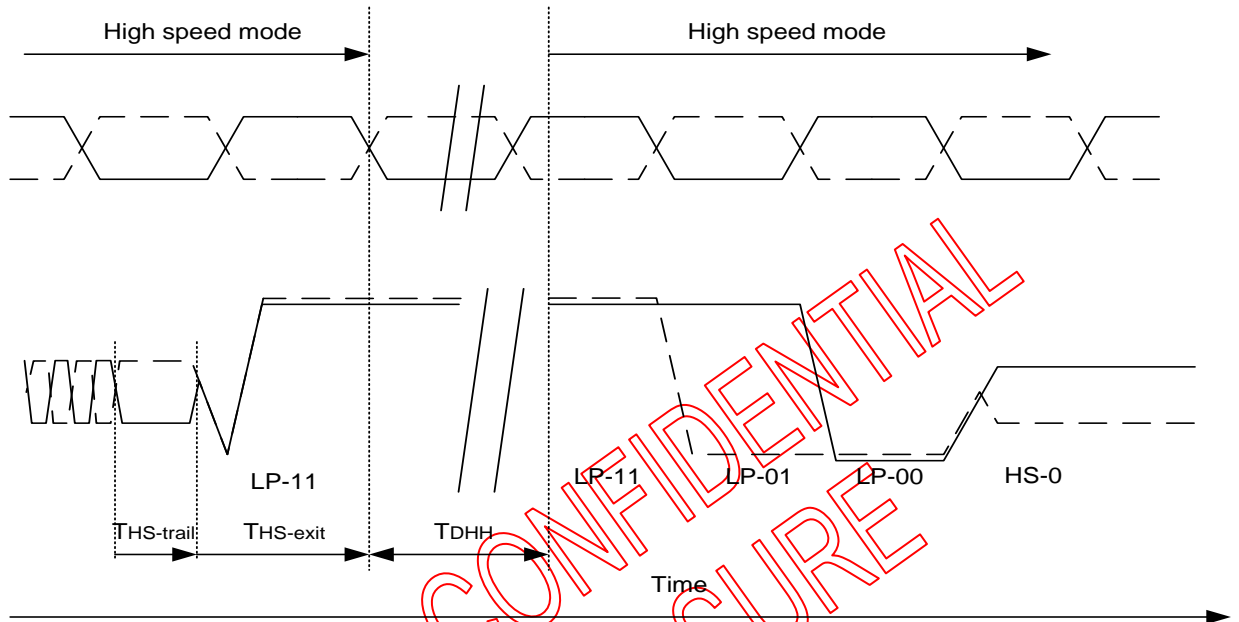 High speed mode
High speed mode
LP-11
LP-11
LP-01
LP-00
HS-0
THS-trail
THS-exit
TDHH
Time
CONFIDENTIAL
SURE